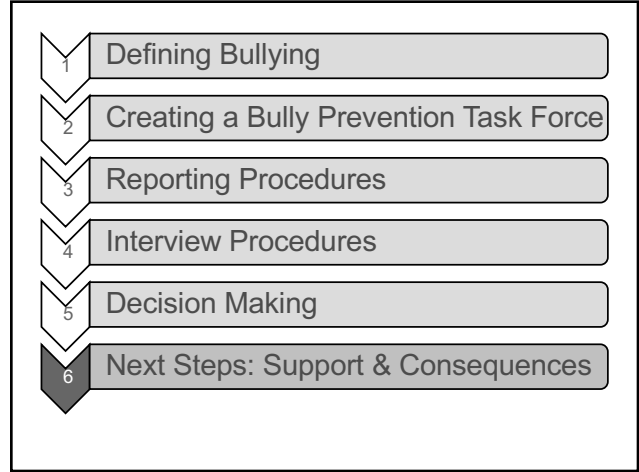 1 Defining Bullying
2 Creating a Bully Prevention Task Force
3 Reporting Procedures
4 Interview Procedures
5 Decision Making
6 Next Steps: Support & Consequences